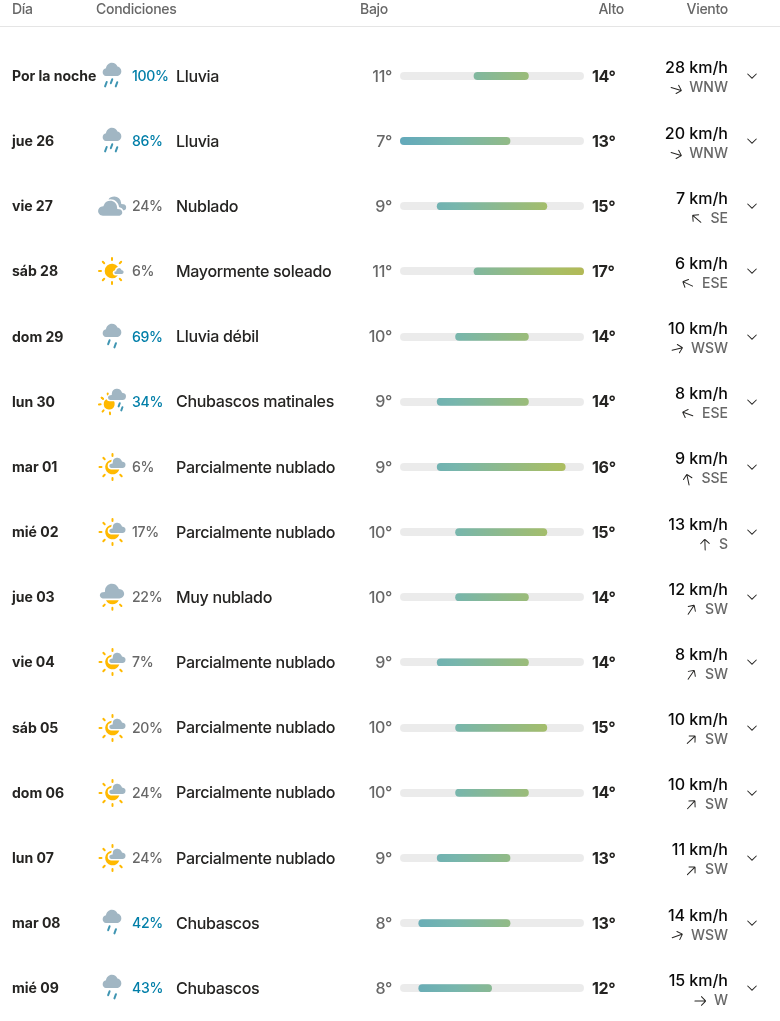 Día Condiciones Bajo Alto Viento
Por la noche 100% Lluvia 11° 14° 28 km/h
WNW
jue 26 86% Lluvia 7° 13° 20 km/h
WNW
vie 27 24% Nublado 9° 15° 7 km/h
SE
sáb 28 6% Mayormente soleado 11° 17° 6 km/h
ESE
dom 29 69% Lluvia débil 10° 14° 10 km/h
WSW
lun 30 34% Chubascos matinales 9° 14° 8 km/h
ESE
mar 01 6% Parcialmente nublado 9° 16° 9 km/h
SSE
mié 02 17% Parcialmente nublado 10° 15° 13 km/h
S
jue 03 22% Muy nublado 10° 14° 12 km/h
SW
vie 04 7% Parcialmente nublado 9° 14° 8 km/h
SW
sáb 05 20% Parcialmente nublado 10° 15° 10 km/h
SW
dom 06 24% Parcialmente nublado 10° 14° 10 km/h
SW
lun 07 24% Parcialmente nublado 9° 13° 11 km/h
SW
mar 08 42% Chubascos 8° 13° 14 km/h
WSW
mié 09 43% Chubascos 8° 12° 15 km/h
W